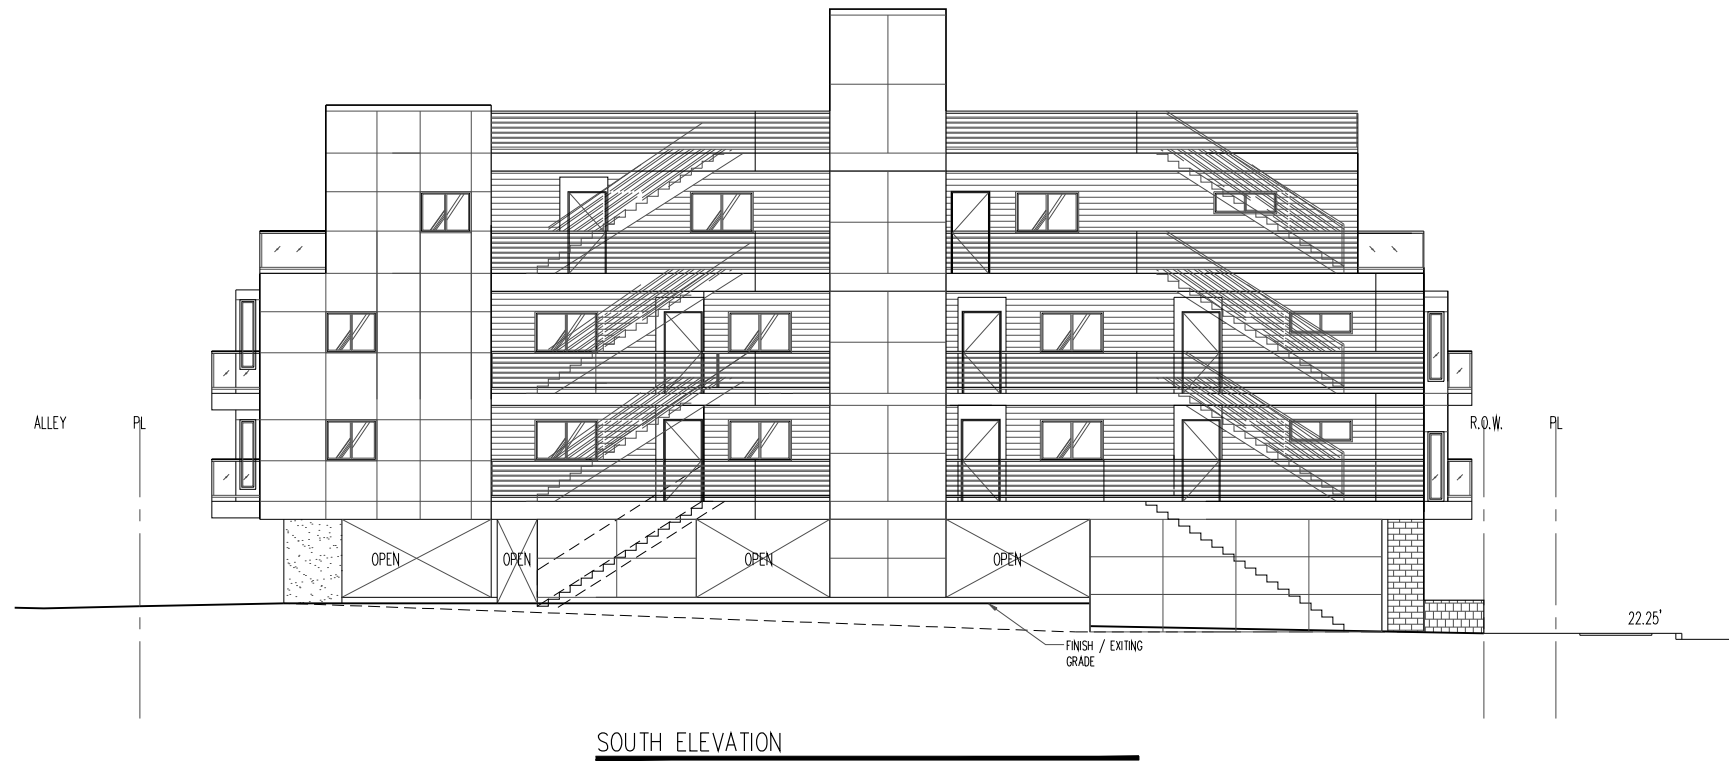 ALLEY
PL
R.O.W.
PL
OPEN
OPEN
OPEN
OPEN
22.25'
FINISH / EXITING
GRADE
SOUTH ELEVATION